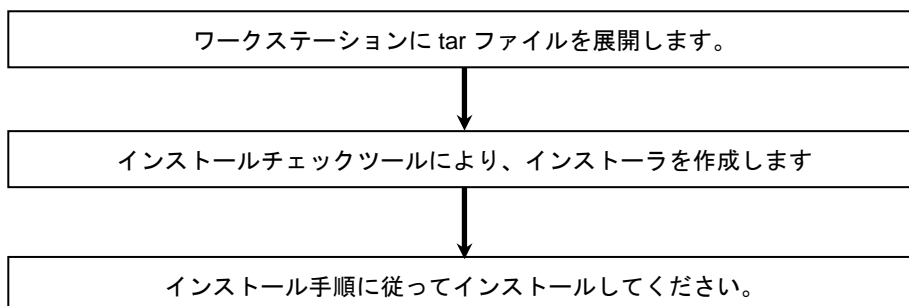 ワークステーションに tar ファイルを展開します。
インストールチェックツールにより、インストーラを作成します
インストール手順に従ってインストールしてください。